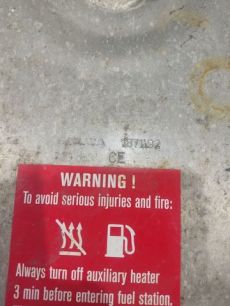 CE
WARNING !
To avoid serious injuries and fire:
Always turn off auxiliary heater
3 min before entering fuel station.